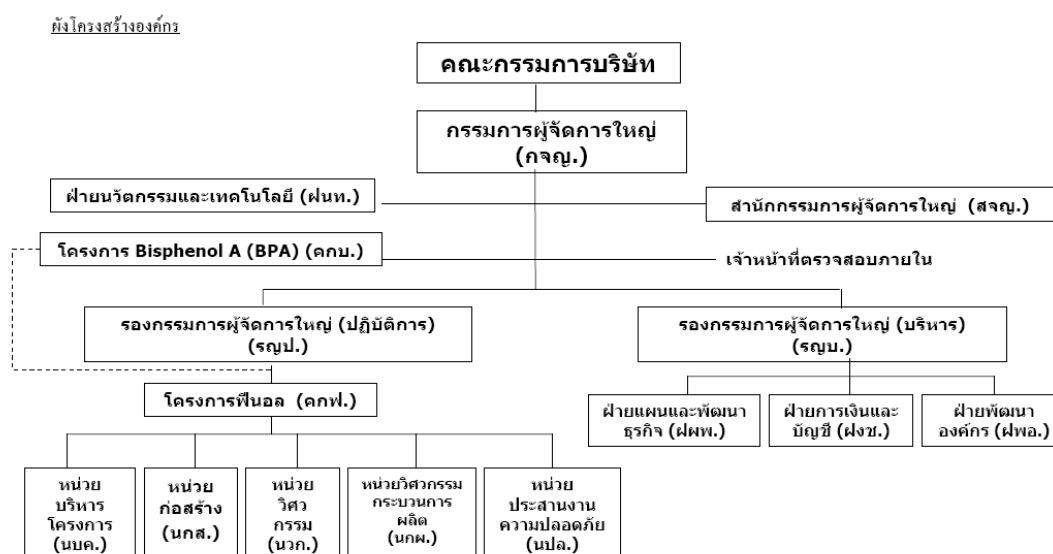 ผังโครงสร้างองค์กร
คณะกรรมการบริษัท
กรรมการผู้จัดการใหญ่
(กจญ.)
ฝ่ายนวัตกรรมและเทคโนโลยี (ฝนท.)
สำนักกรรมการผู้จัดการใหญ่ (สจญ.)
โครงการ Bisphenol A (BPA) (คกบ.)
เจ้าหน้าที่ตรวจสอบภายใน
รองกรรมการผู้จัดการใหญ่ (ปฏิบัติการ)
(รญป.)
รองกรรมการผู้จัดการใหญ่ (บริหาร)
(รญบ.)
โครงการฟีนอล (คกฟ.)
ฝ่ายแผนและพัฒนา
ธุรกิจ (ฝผพ.)
ฝ่ายการเงินและ
บัญชี (ฝงช.)
ฝ่ายพัฒนา
องค์กร (ฝพอ.)
หน่วย
บริหาร
โครงการ
(นบค.)
หน่วย
ก่อสร้าง
(นกส.)
หน่วย
วิศว
กรรม
(นวก.)
หน่วยวิศวกรรม
กระบวนการ
ผลิต
(นกผ.)
หน่วย
ประสานงาน
ความปลอดภัย
(นปล.)